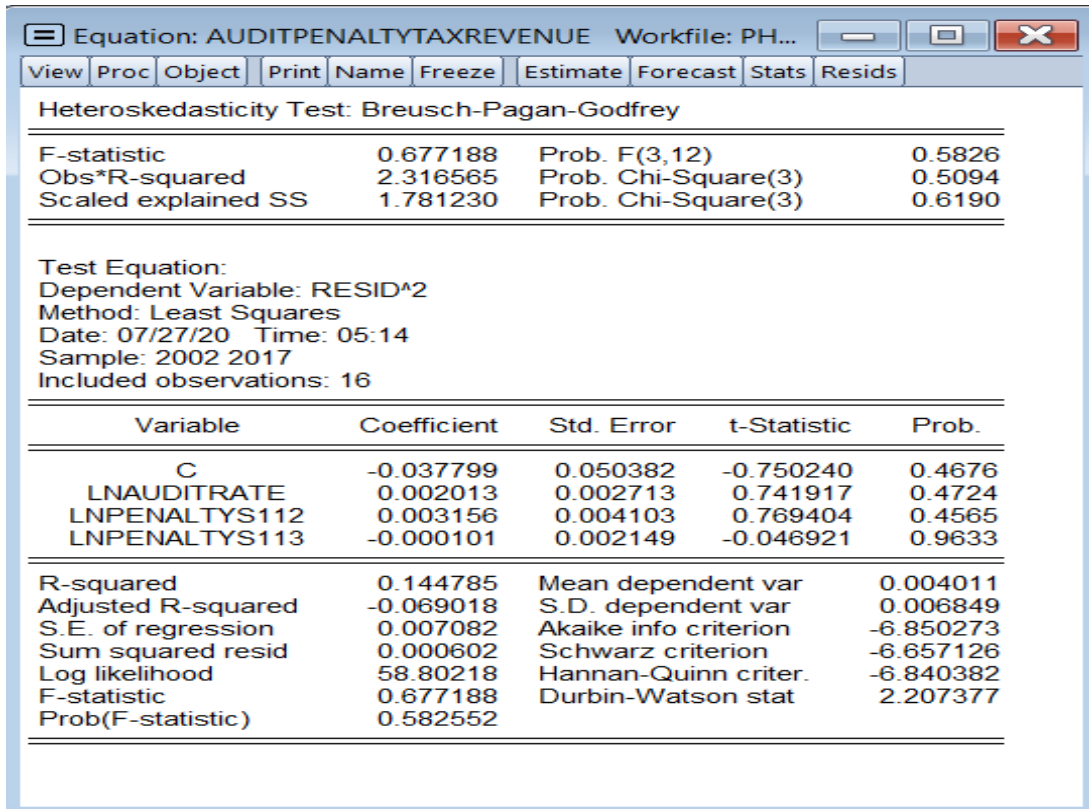 Equation: AUDITPENALTYTAXREVENUE Workfile: PH...
View Proc Object Print Name Freeze Estimate Forecast Stats Resids
Heteroskedasticity Test: Breusch-Pagan-Godfrey
F-statistic 0.677188 Prob. F(3,12) 0.5826
Obs*R-squared 2.316565 Prob. Chi-Square(3) 0.5094
Scaled explained SS 1.781230 Prob. Chi-Square(3) 0.6190
Test Equation:
Dependent Variable: RESID^2
Method: Least Squares
Date: 07/27/20 Time: 05:14
Sample: 2002 2017
Included observations: 16
Variable Coefficient Std. Error t-Statistic Prob.
C -0.037799 0.050382 -0.750240 0.4676
LNAUDITRATE 0.002013 0.002713 0.741917 0.4724
LNPENALTYS112 0.003156 0.004103 0.769404 0.4565
LNPENALTYS113 -0.000101 0.002149 -0.046921 0.9633
R-squared 0.144785 Mean dependent var 0.004011
Adjusted R-squared -0.069018 S.D. dependent var 0.006849
S.E. of regression 0.007082 Akaike info criterion -6.850273
Sum squared resid 0.000602 Schwarz criterion -6.657126
Log likelihood 58.80218 Hannan-Quinn criter. -6.840382
F-statistic 0.677188 Durbin-Watson stat 2.207377
Prob(F-statistic) 0.582552